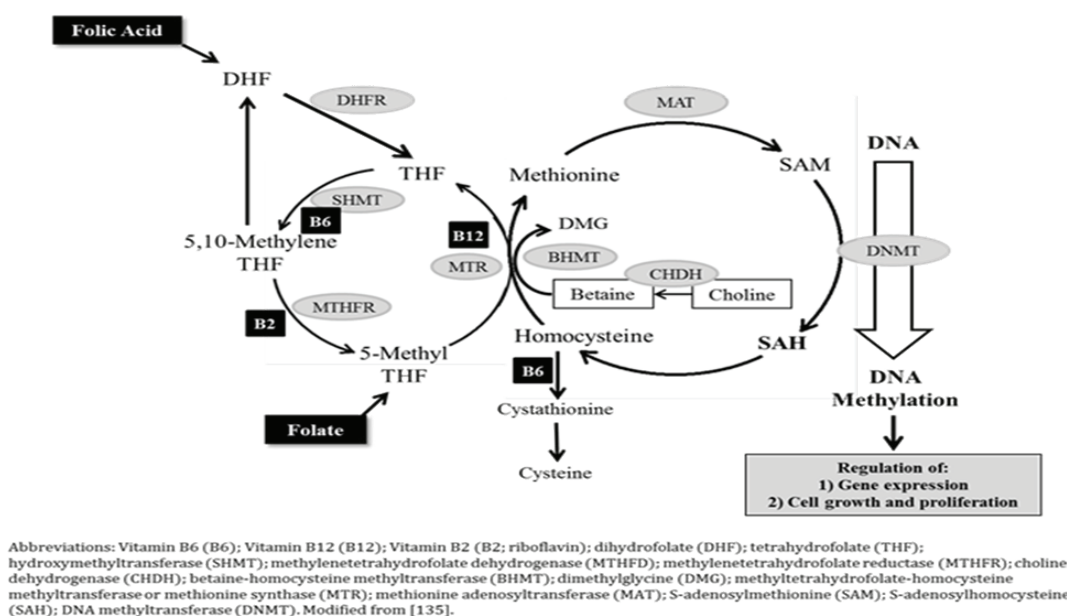 Folic Acid
DHF
DHFR
MAT
DNA
THF
Methionine
SAM
SHMT
B6
B12
DMG
5,10-Methylene
THF
MTR
BHMT
CHDH
DNMT
Betaine
Choline
MTHFR
B2
Homocysteine
SAH
5-Methyl
THF
B6
DNA
Methylation
Cystathionine
Folate
Cysteine
Regulation of:
1) Gene expression
2) Cell growth and proliferation
Abbreviations: Vitamin B6 (B6); Vitamin B12 (B12); Vitamin B2 (B2; riboflavin); dihydrofolate (DHF); tetrahydrofolate (THF);
hydroxymethyltransferase (SHMT); methylenetetrahydrofolate dehydrogenase (MTHFD); methylenetetrahydrofolate reductase (MTHFR); choline
dehydrogenase (CHDH); betaine-homocysteine methyltransferase (BHMT); dimethylglycine (DMG); methyltetrahydrofolate-homocysteine
methyltransferase or methionine synthase (MTR); methionine adenosyltransferase (MAT); S-adenosylmethionine (SAM); S-adenosylhomocysteine
(SAH); DNA methyltransferase (DNMT). Modified from [135].